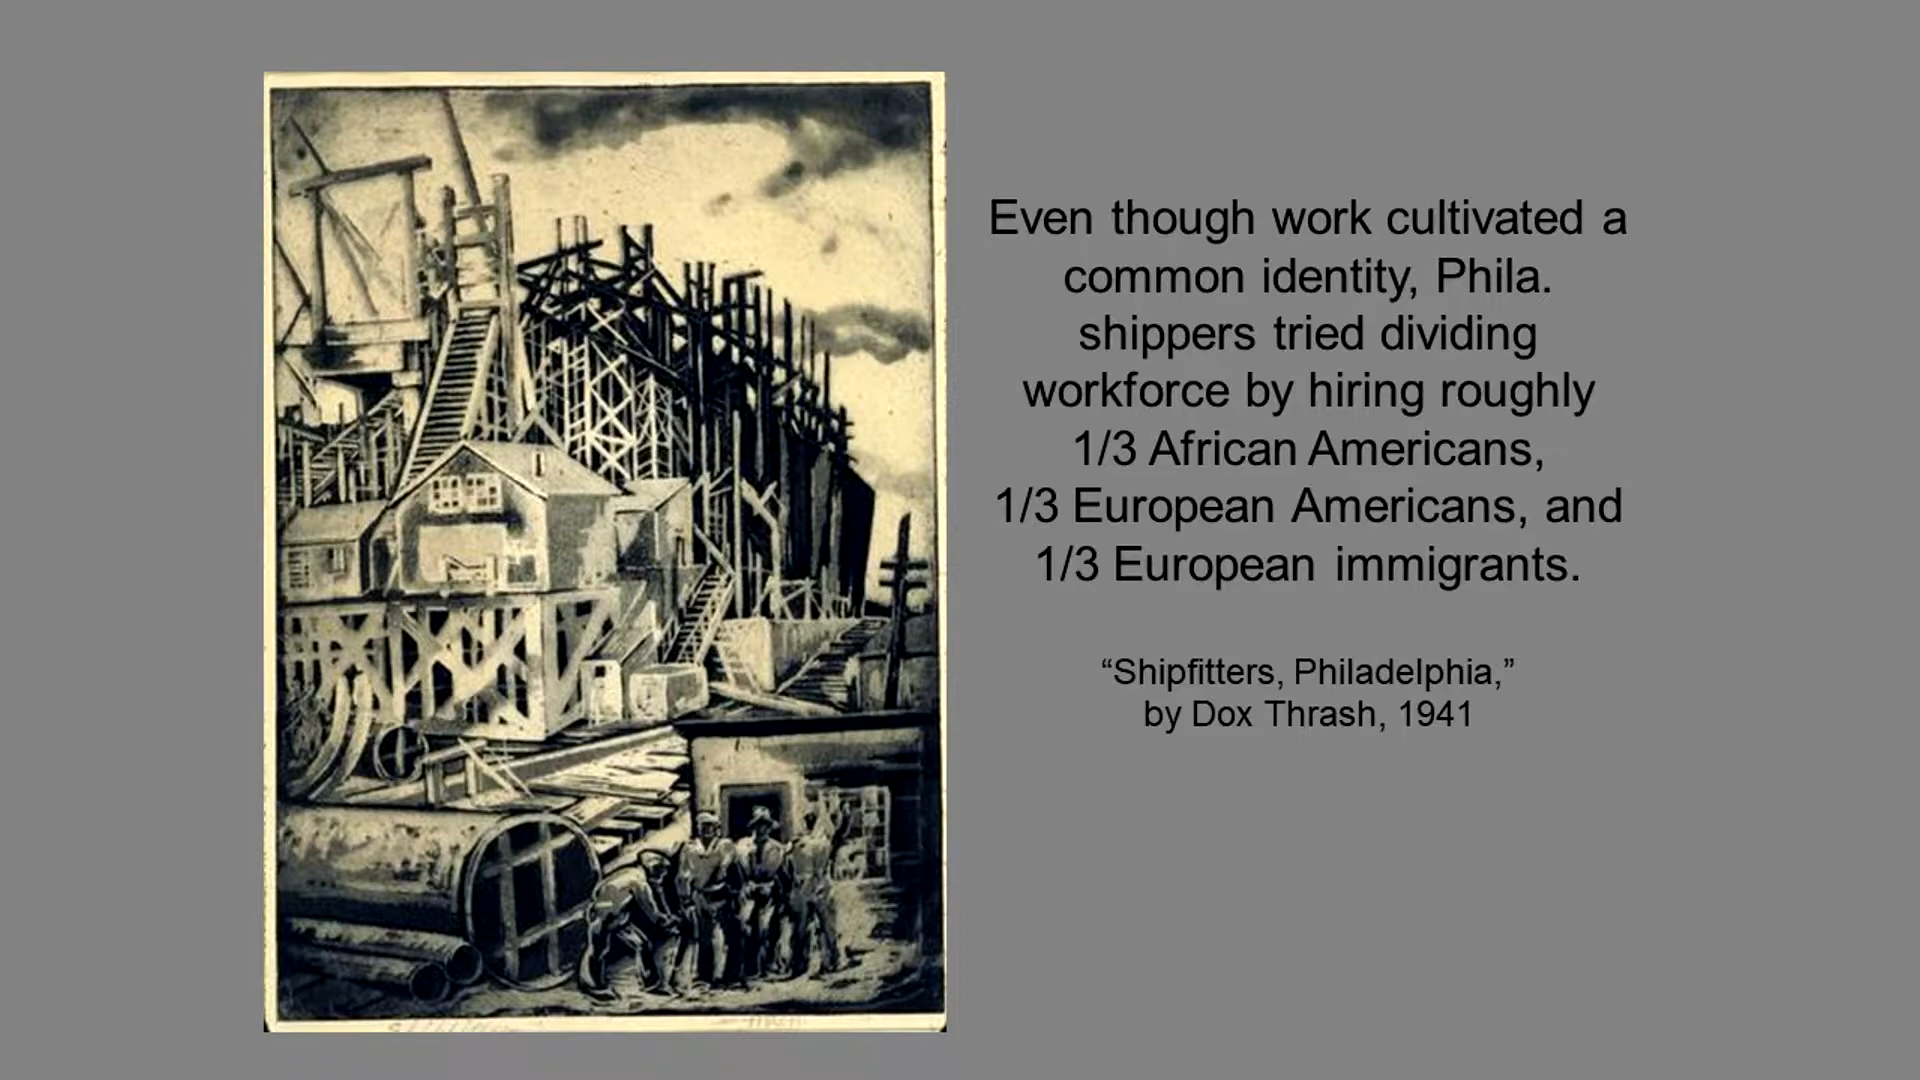 Even though work cultivated a
common identity, Phila.
shippers tried dividing
workforce by hiring roughly
1/3 African Americans,
1/3 European Americans, and
1/3 European immigrants.
“Shipfitters, Philadelphia,”
by Dox Thrash, 1941